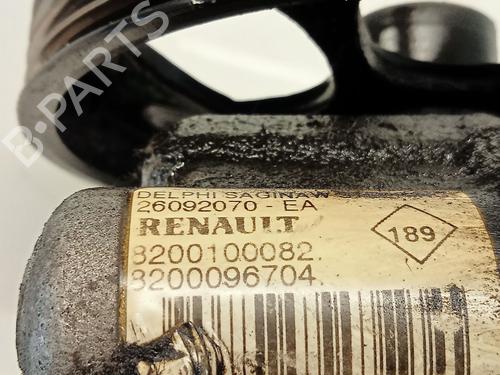 B-PARTS
DELPHI SAGINAW
26092070 - EA
RENAULT
189
8200100082
8200096704